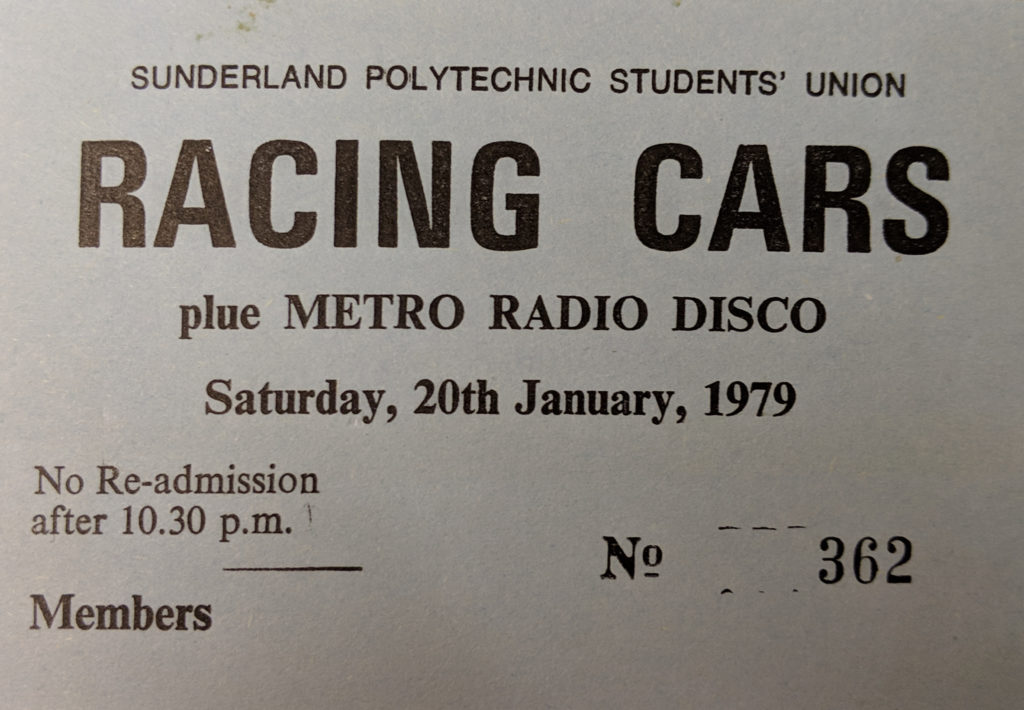 SUNDERLAND POLYTECHNIC STUDENTS' UNION
RACING CARS
plue METRO RADIO DISCO
Saturday, 20th January, 1979
No Re-admission
after 10.30 p.m.
Nº 362
Members